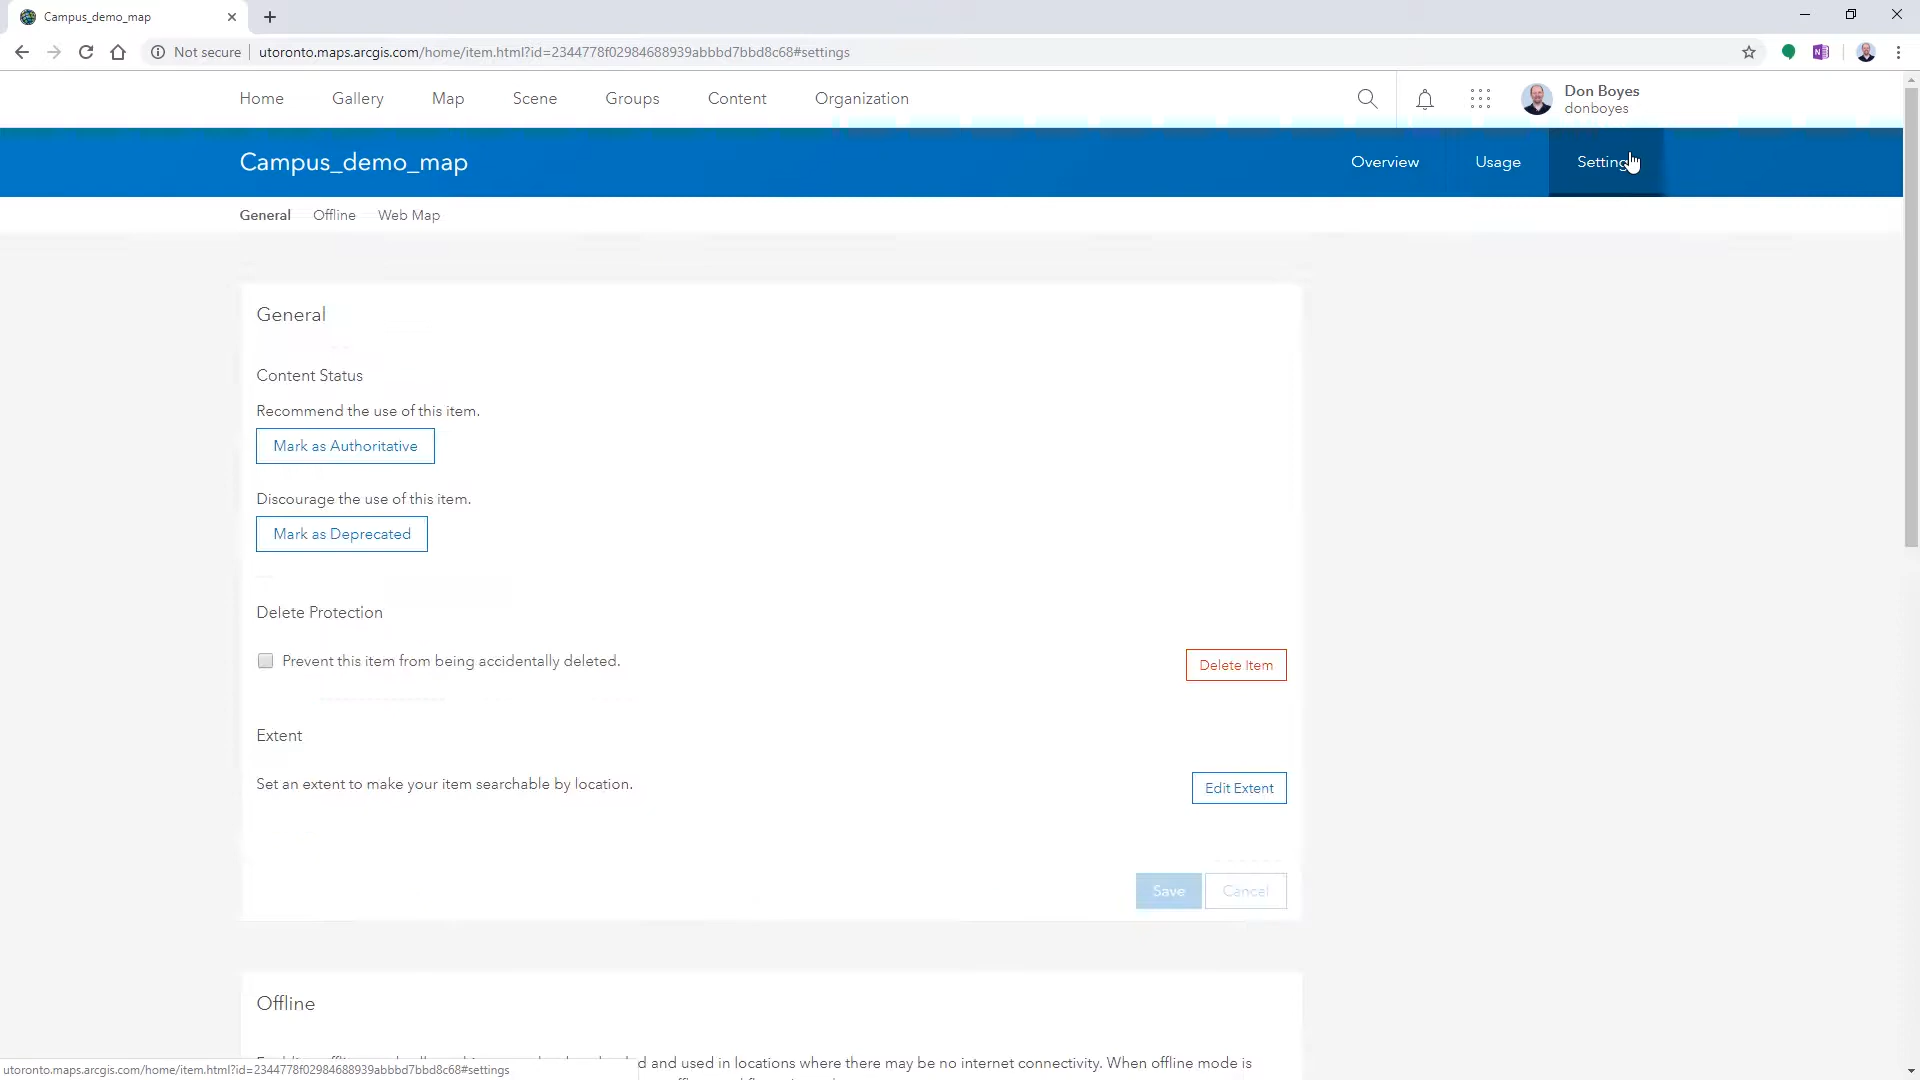 Campus_demo_map
Not secure utoronto.maps.arcgis.com/home/item.html?id=2344778f02984688939abbbd7bbd8c68#settings
Home Gallery Map Scene Groups Content Organization
Don Boyes
donboyes
Campus_demo_map
Overview Usage Setting
General Offline Web Map
General
Content Status
Recommend the use of this item.
Mark as Authoritative
Discourage the use of this item.
Mark as Deprecated
Delete Protection
Prevent this item from being accidentally deleted.
Delete Item
Extent
Set an extent to make your item searchable by location.
Edit Extent
Save Cancel
Offline
d and used in locations where there may be no internet connectivity. When offline mode is
utoronto.maps.arcgis.com/home/item.html?id=2344778f02984688939abbbd7bbd8c68#settings